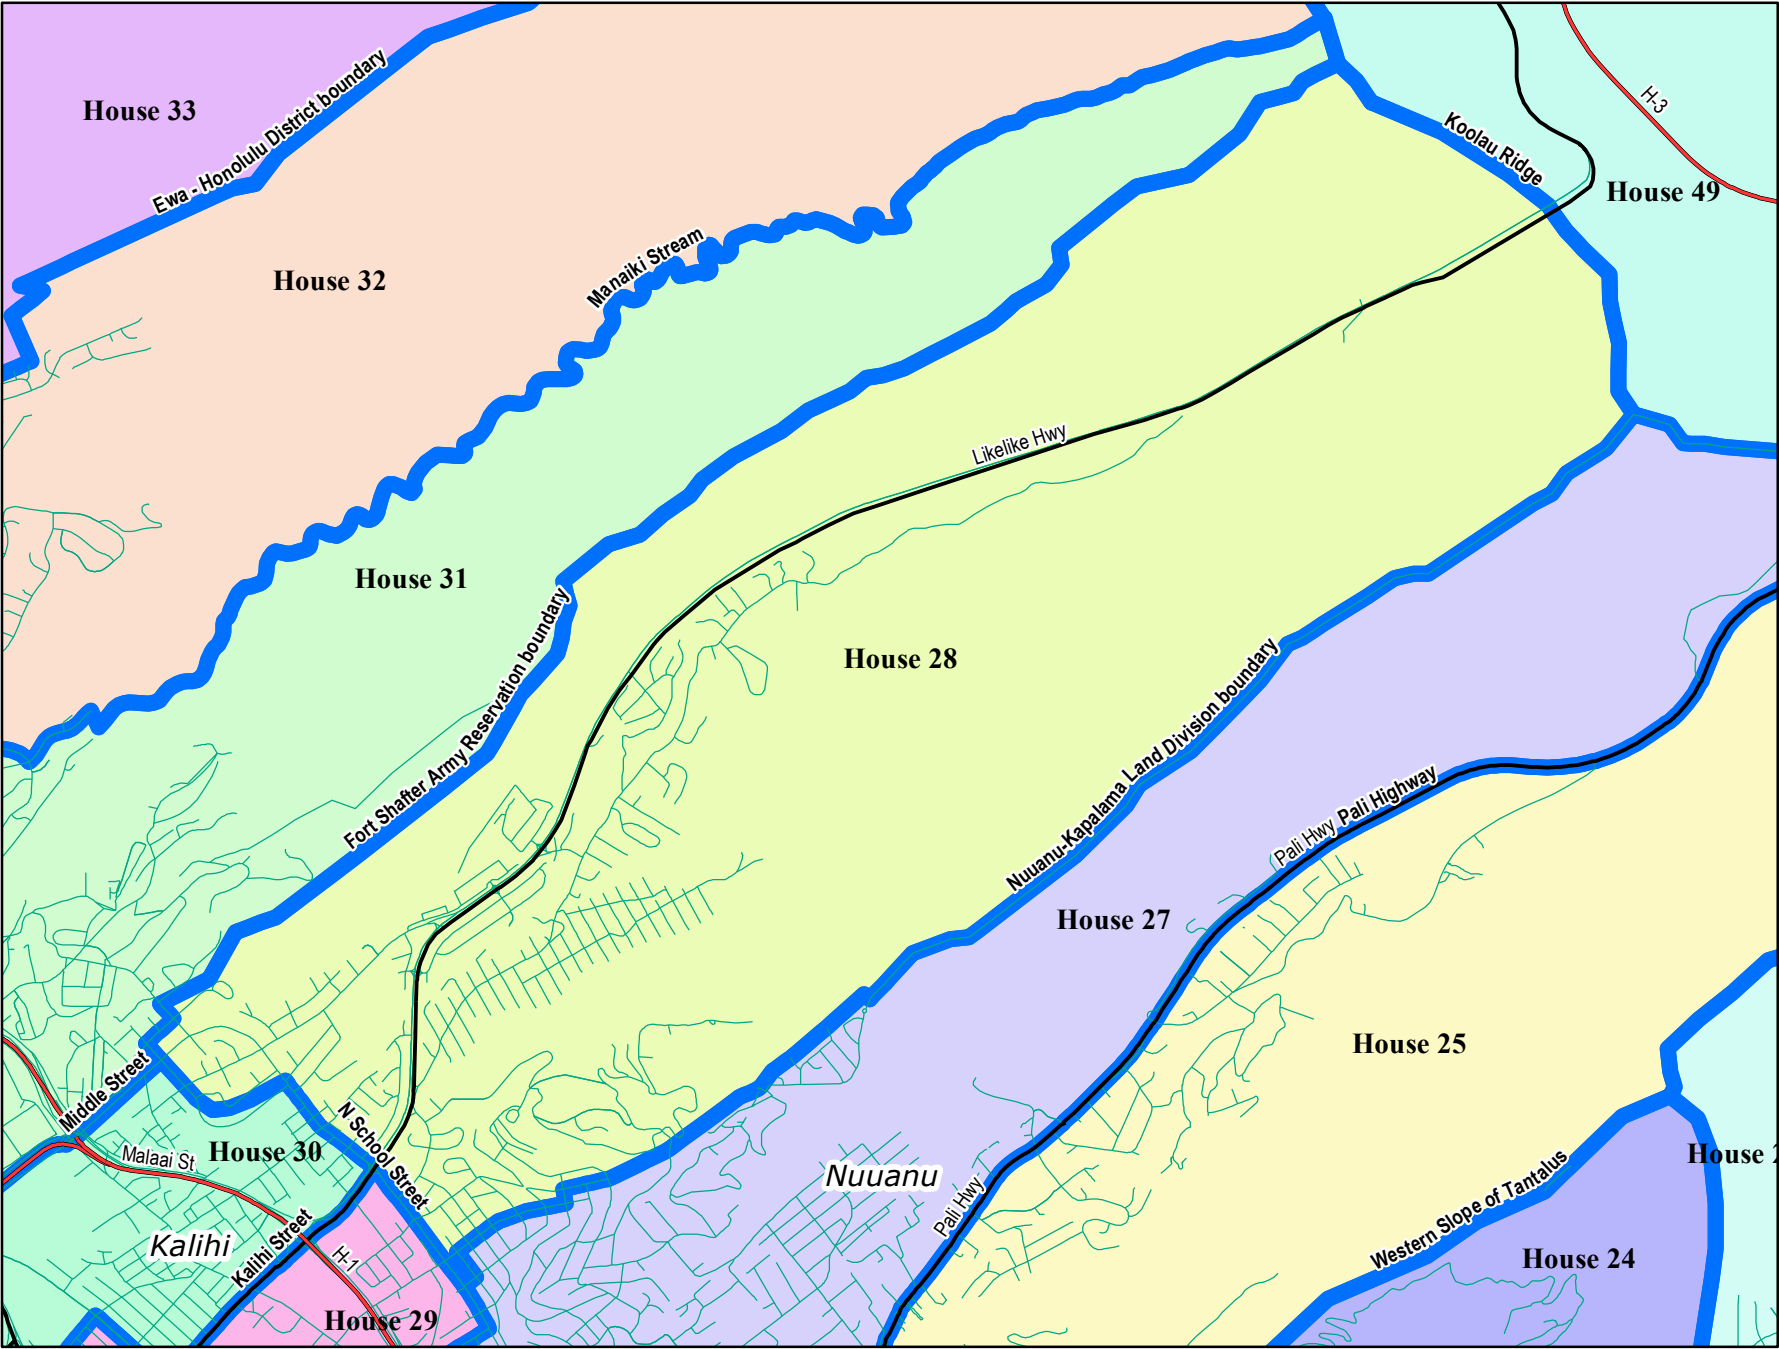 H-3
House 33
Ewa - Honolulu District boundary
Koolau Ridge
House 49
House 32
Manaiki Stream
Likelike Hwy
House 31
Fort Shafter Army Reservation boundary
House 28
Nuuanu-Kapalama Land Division boundary
Pali Hwy Pali Highway
House 27
House 25
Middle Street
Malaai St
House 30
N School Street
Nuuanu
House
Pali Hwy
Western Slope of Tantalus
Kalihi
Kalihi Street
H-1
House 24
House 29